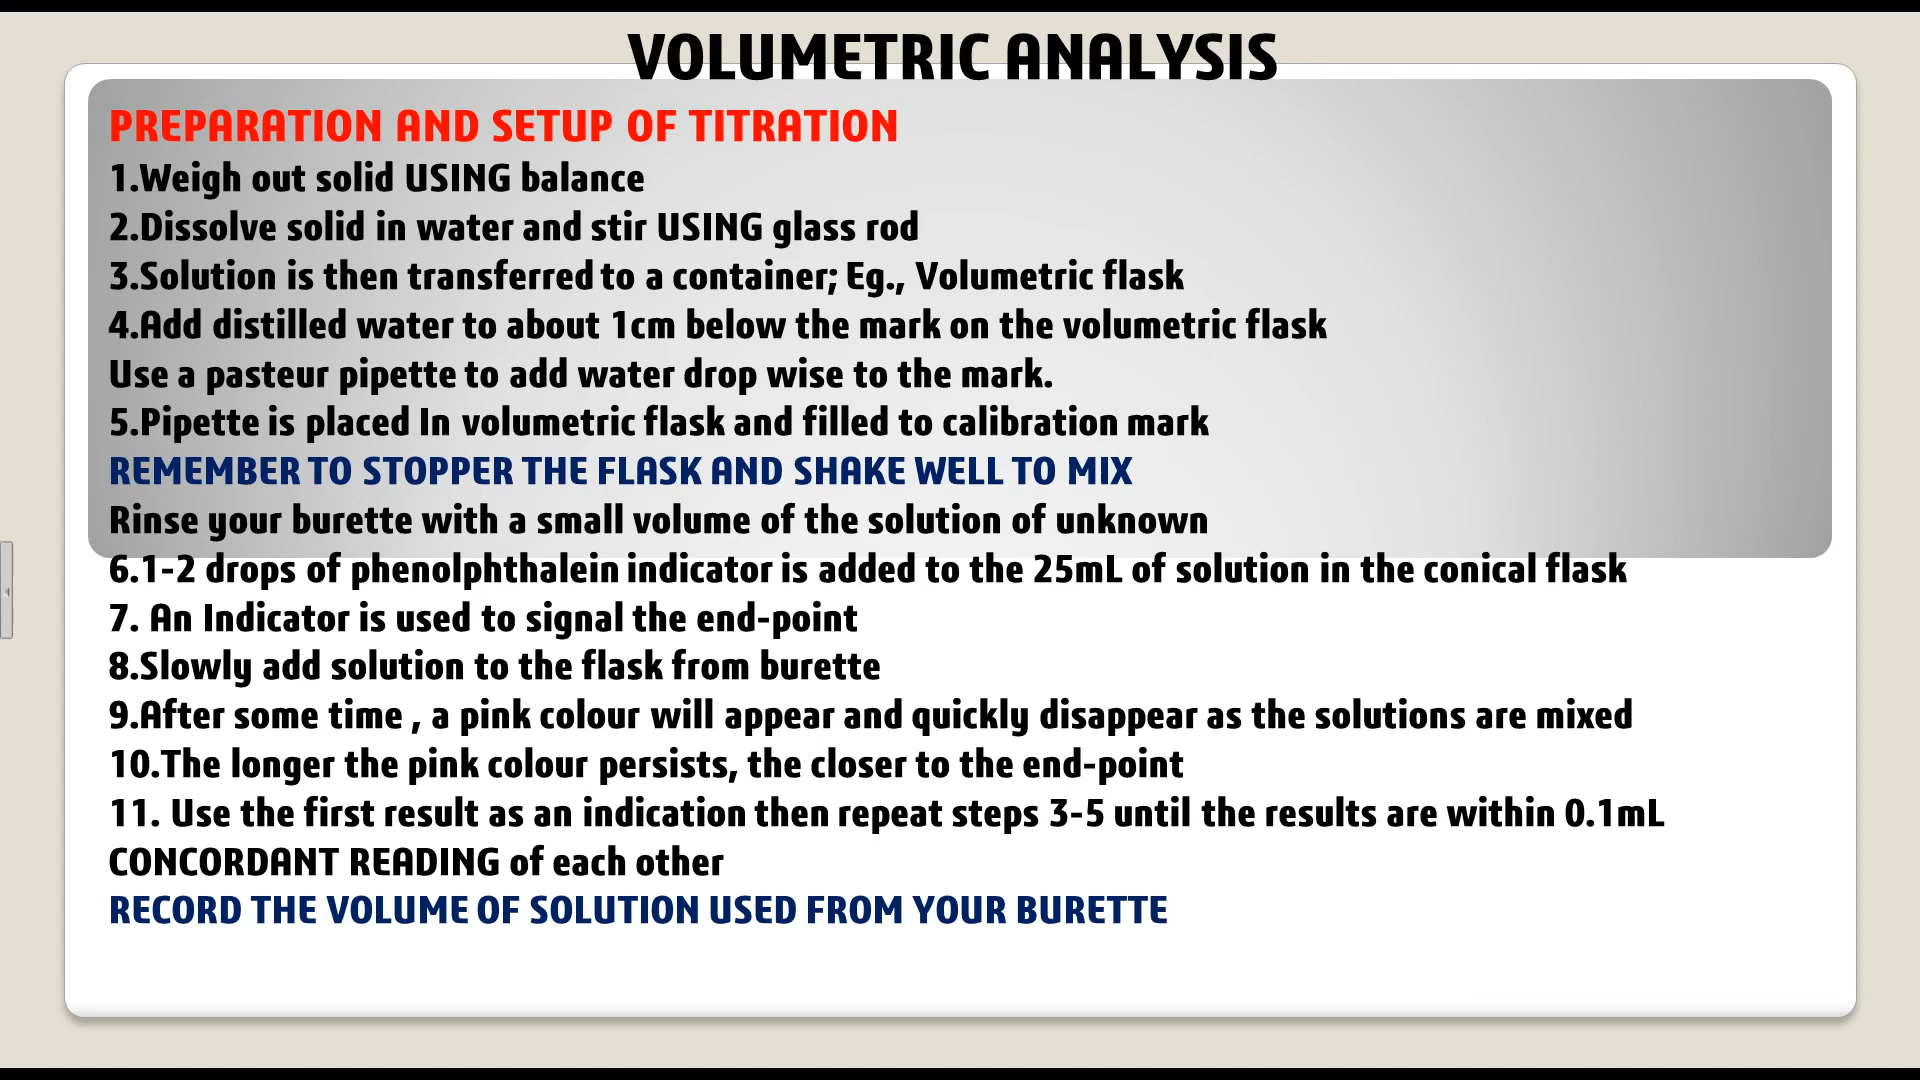 VOLUMETRIC ANALYSIS
PREPARATION AND SETUP OF TITRATION
1.Weigh out solid USING balance
2.Dissolve solid in water and stir USING glass rod
3.Solution is then transferred to a container; Eg., Volumetric flask
4.Add distilled water to about 1cm below the mark on the volumetric flask
Use a pasteur pipette to add water drop wise to the mark.
5.Pipette is placed In volumetric flask and filled to calibration mark
REMEMBER TO STOPPER THE FLASK AND SHAKE WELL TO MIX
Rinse your burette with a small volume of the solution of unknown
6.1-2 drops of phenolphthalein indicator is added to the 25mL of solution in the conical flask
7. An Indicator is used to signal the end-point
8.Slowly add solution to the flask from burette
9.After some time , a pink colour will appear and quickly disappear as the solutions are mixed
10.The longer the pink colour persists, the closer to the end-point
11. Use the first result as an indication then repeat steps 3-5 until the results are within 0.1mL
CONCORDANT READING of each other
RECORD THE VOLUME OF SOLUTION USED FROM YOUR BURETTE